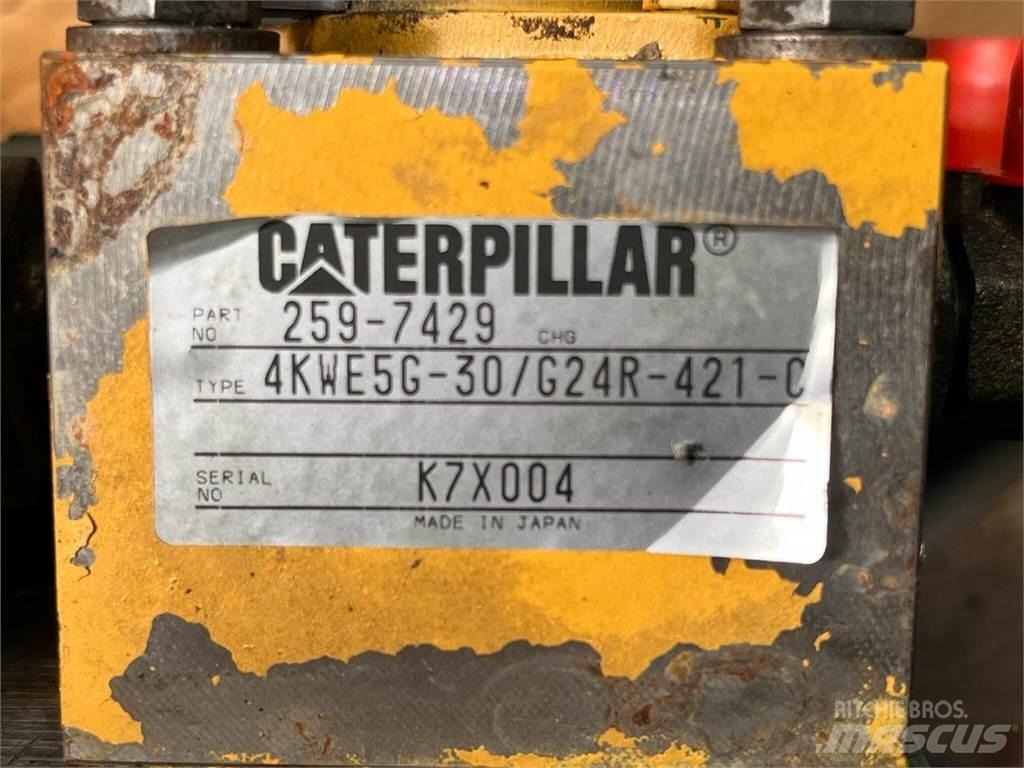 CATERPILLAR®
PART NO 259-7429 CHG
TYPE 4KWE5G-30/G24R-421-C
SERIAL NO K7X004
MADE IN JAPAN
RITCHIE BROS.
MASCUS